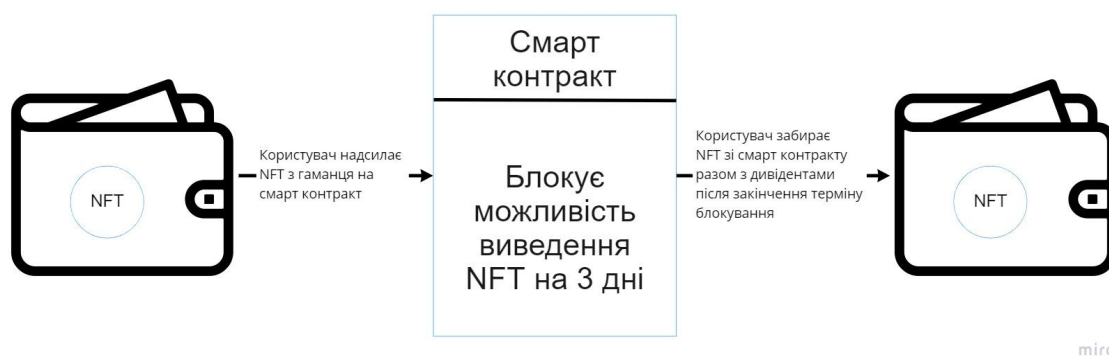 NFT
Користувач надсилає
NFT з гаманця на
смарт контракт
Смарт
контракт
Блокує
можливість
виведення
NFT на 3 дні
Користувач забирає
NFT зі смарт контракту
разом з дивідентами
після закінчення терміну
блокування
NFT
miro